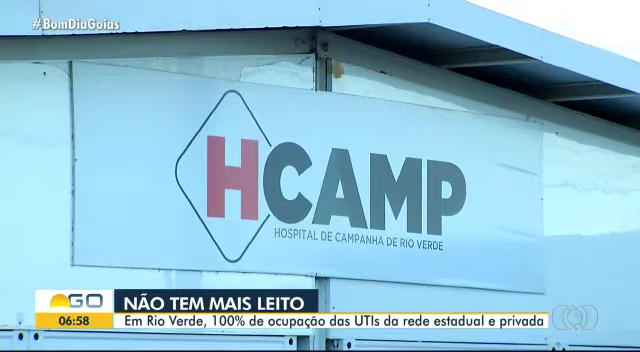 #BomDiaGoias
HCAMP
HOSPITAL DE CAMPANHA DE RIO VERDE
GO
NÃO TEM MAIS LEITO
06:58
Em Rio Verde, 100% de ocupação das UTIs da rede estadual e privada